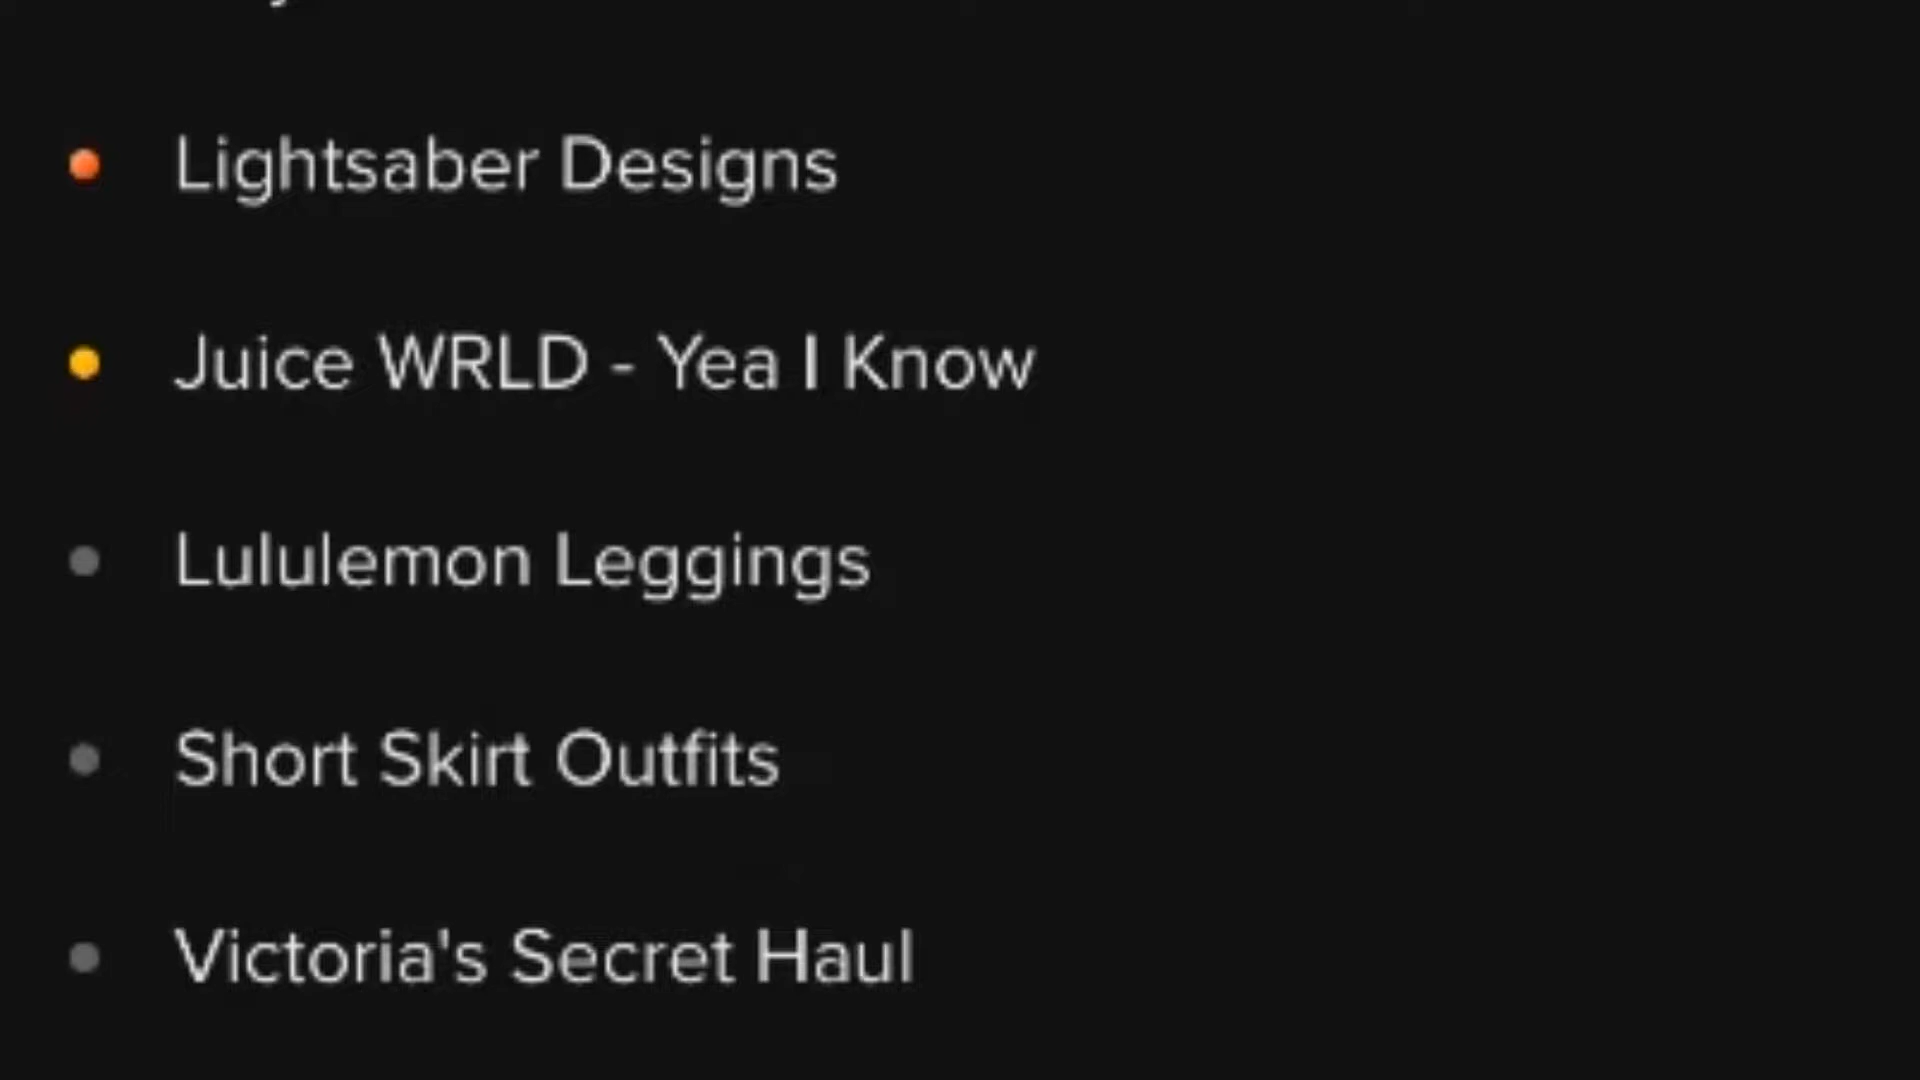 Lightsaber Designs
Juice WRLD - Yea I Know
Lululemon Leggings
Short Skirt Outfits
Victoria's Secret Haul